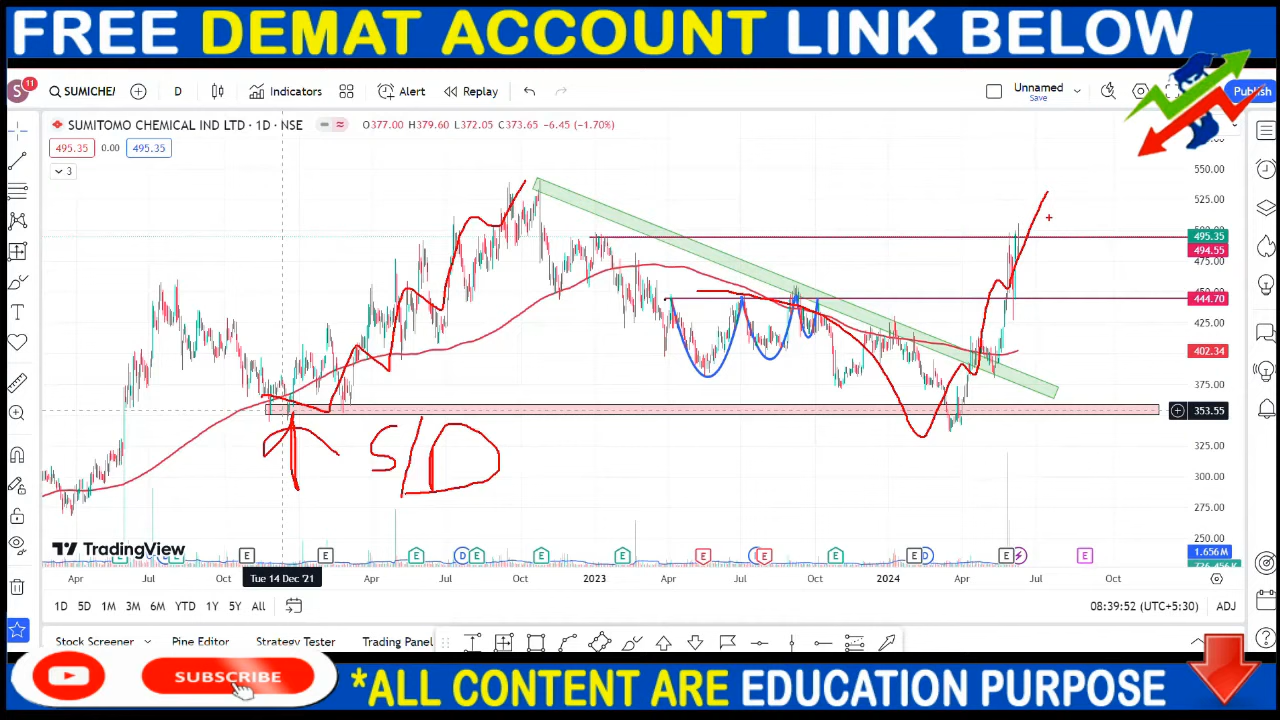 FREE DEMAT ACCOUNT LINK BELOW
S 11 SUMICHE/ D Indicators Alert Replay Unnamed Save Publish
SUMITOMO CHEMICAL IND LTD · 1D · NSE O377.00 H379.60 L372.05 C373.65 −6.45 (−1.70%)
495.35 0.00 495.35
3
550.00
525.00
495.35
494.55
475.00
444.70
425.00
402.34
375.00
353.55
325.00
300.00
275.00
250.00
S/D
TradingView
E E E D E E E E D E E D E E
1.656M
Apr Jul Oct Tue 14 Dec '21 Apr Jul Oct 2023 Apr Jul Oct 2024 Apr Jul Oct
1D 5D 1M 3M 6M YTD 1Y 5Y All 08:39:52 (UTC+5:30) ADJ
Stock Screener Pine Editor Strategy Tester Trading Panel
SUBSCRIBE
*ALL CONTENT ARE EDUCATION PURPOSE